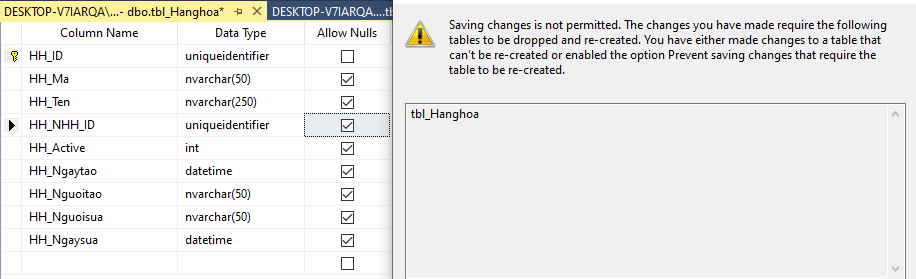 DESKTOP-V7IARQA\...- dbo.tbl_Hanghoa*
DESKTOP-V7IARQA....tb
Column Name Data Type Allow Nulls
HH_ID uniqueidentifier
HH_Ma nvarchar(50)
HH_Ten nvarchar(250)
HH_NHH_ID uniqueidentifier
HH_Active int
HH_Ngaytao datetime
HH_Nguoitao nvarchar(50)
HH_Nguoisua nvarchar(50)
HH_Ngaysua datetime
Saving changes is not permitted. The changes you have made require the following
tables to be dropped and re-created. You have either made changes to a table that
can't be re-created or enabled the option Prevent saving changes that require the
table to be re-created.
tbl_Hanghoa